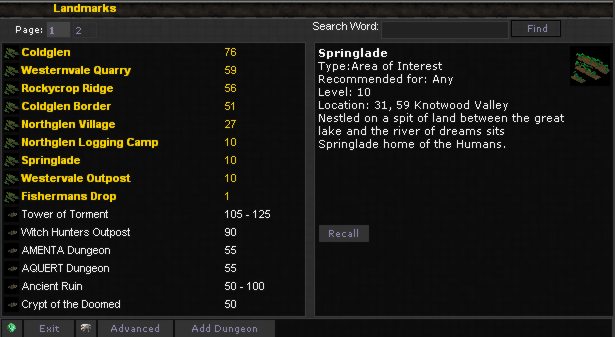 Landmarks
Page: 1 2
Search Word: Find
Coldglen 76
Westernvale Quarry 59
Rockycrop Ridge 56
Coldglen Border 51
Northglen Village 27
Northglen Logging Camp 10
Springlade 10
Westervale Outpost 10
Fishermans Drop 1
Tower of Torment 105 - 125
Witch Hunters Outpost 90
AMENTA Dungeon 55
AQUERT Dungeon 55
Ancient Ruin 50 - 100
Crypt of the Doomed 50
Springlade
Type:Area of Interest
Recommended for: Any
Level: 10
Location: 31, 59 Knotwood Valley
Nestled on a spit of land between the great
lake and the river of dreams sits
Springlade home of the Humans.
Recall
Exit Advanced Add Dungeon